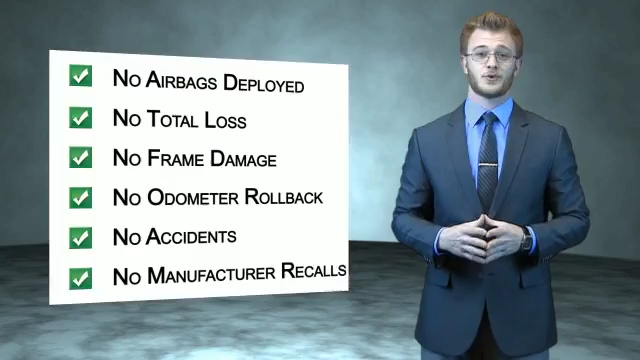 No Airbags Deployed
No Total Loss
No Frame Damage
No Odometer Rollback
No Accidents
No Manufacturer Recalls